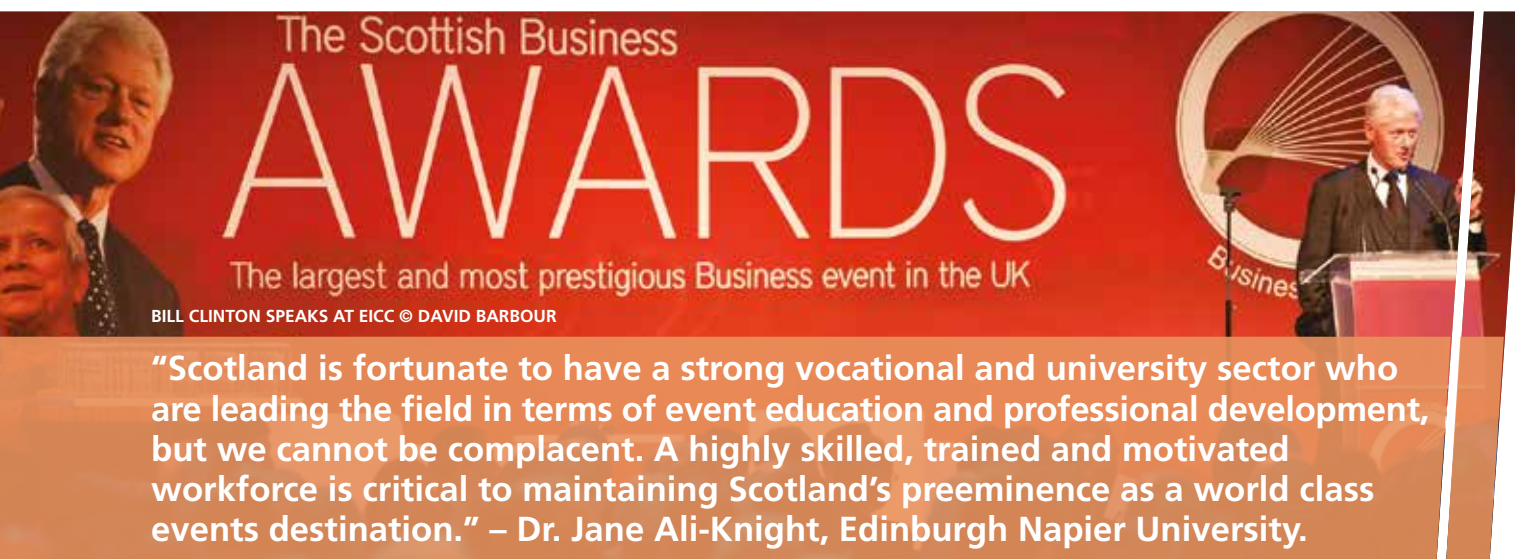 The Scottish Business
AWARDS
The largest and most prestigious Business event in the UK
Business
BILL CLINTON SPEAKS AT EICC © DAVID BARBOUR
“Scotland is fortunate to have a strong vocational and university sector who
are leading the field in terms of event education and professional development,
but we cannot be complacent. A highly skilled, trained and motivated
workforce is critical to maintaining Scotland’s preeminence as a world class
events destination.” – Dr. Jane Ali-Knight, Edinburgh Napier University.